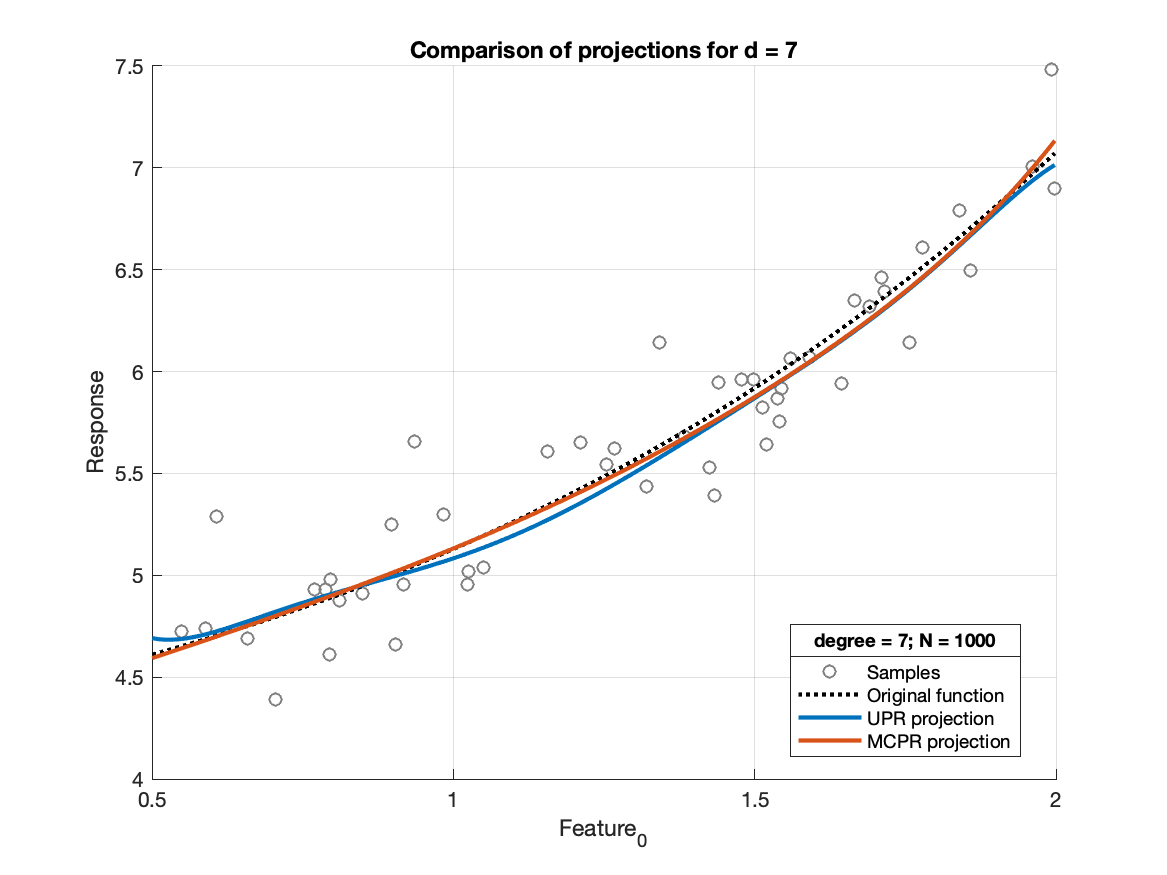 Comparison of projections for d = 7
7.5
7
6.5
6
5.5
5
4.5
4
Response
0.5
1
1.5
2
Feature₀
degree = 7; N = 1000
Samples
Original function
UPR projection
MCPR projection